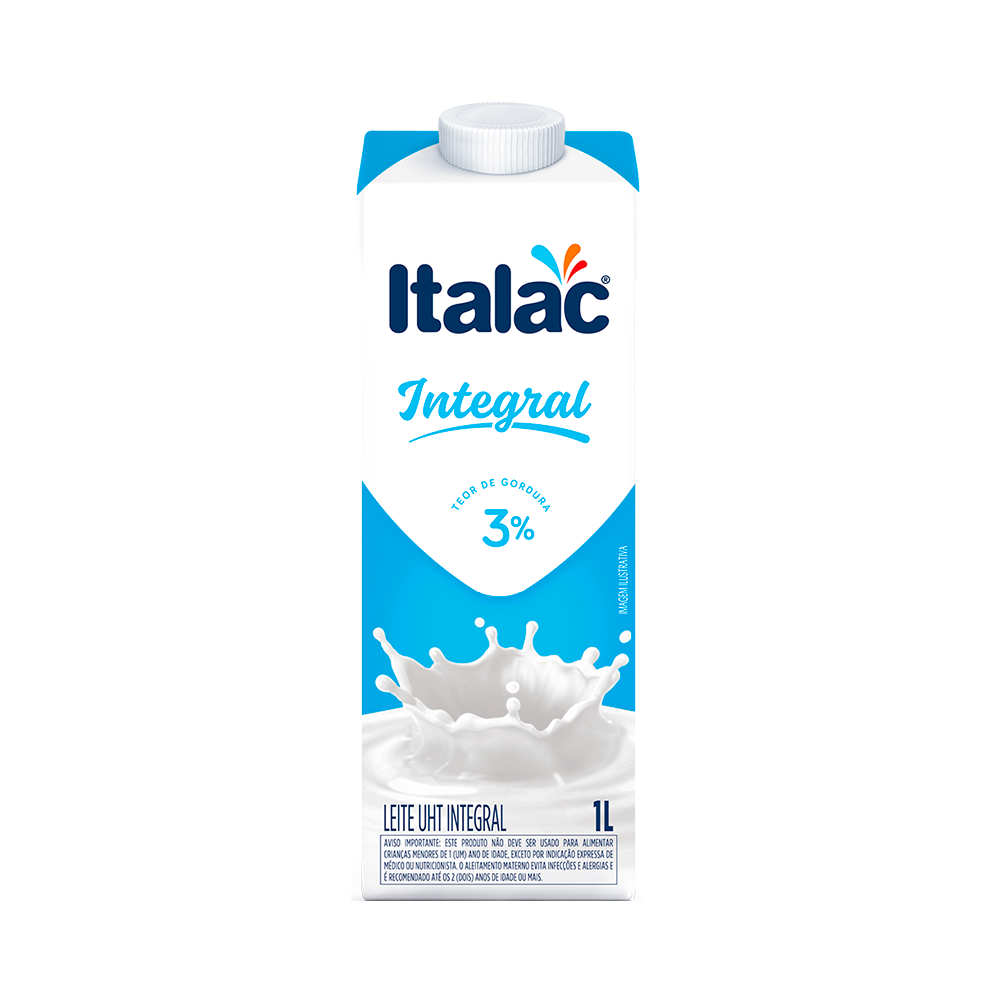 Italac®
Integral
TEOR DE GORDURA
3%
IMAGEM ILUSTRATIVA
LEITE UHT INTEGRAL
1L
AVISO IMPORTANTE: ESTE PRODUTO NÃO DEVE SER USADO PARA ALIMENTAR
CRIANÇAS MENORES DE 1 (UM) ANO DE IDADE, EXCETO POR INDICAÇÃO EXPRESSA DE
MÉDICO OU NUTRICIONISTA. O ALEITAMENTO MATERNO EVITA INFECÇÕES E ALERGIAS E
É RECOMENDADO ATÉ OS 2 (DOIS) ANOS DE IDADE OU MAIS.